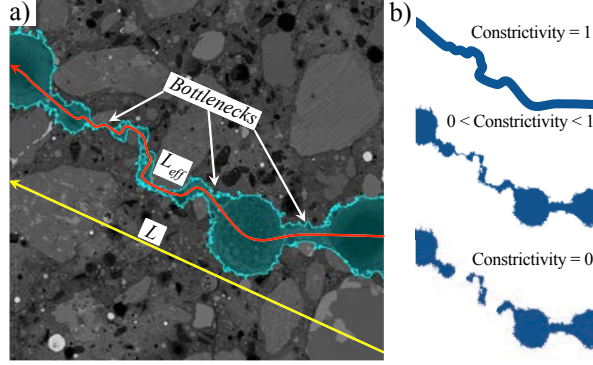 a)
Bottlenecks
L_eff
L
b)
Constrictivity = 1
0 < Constrictivity < 1
Constrictivity = 0